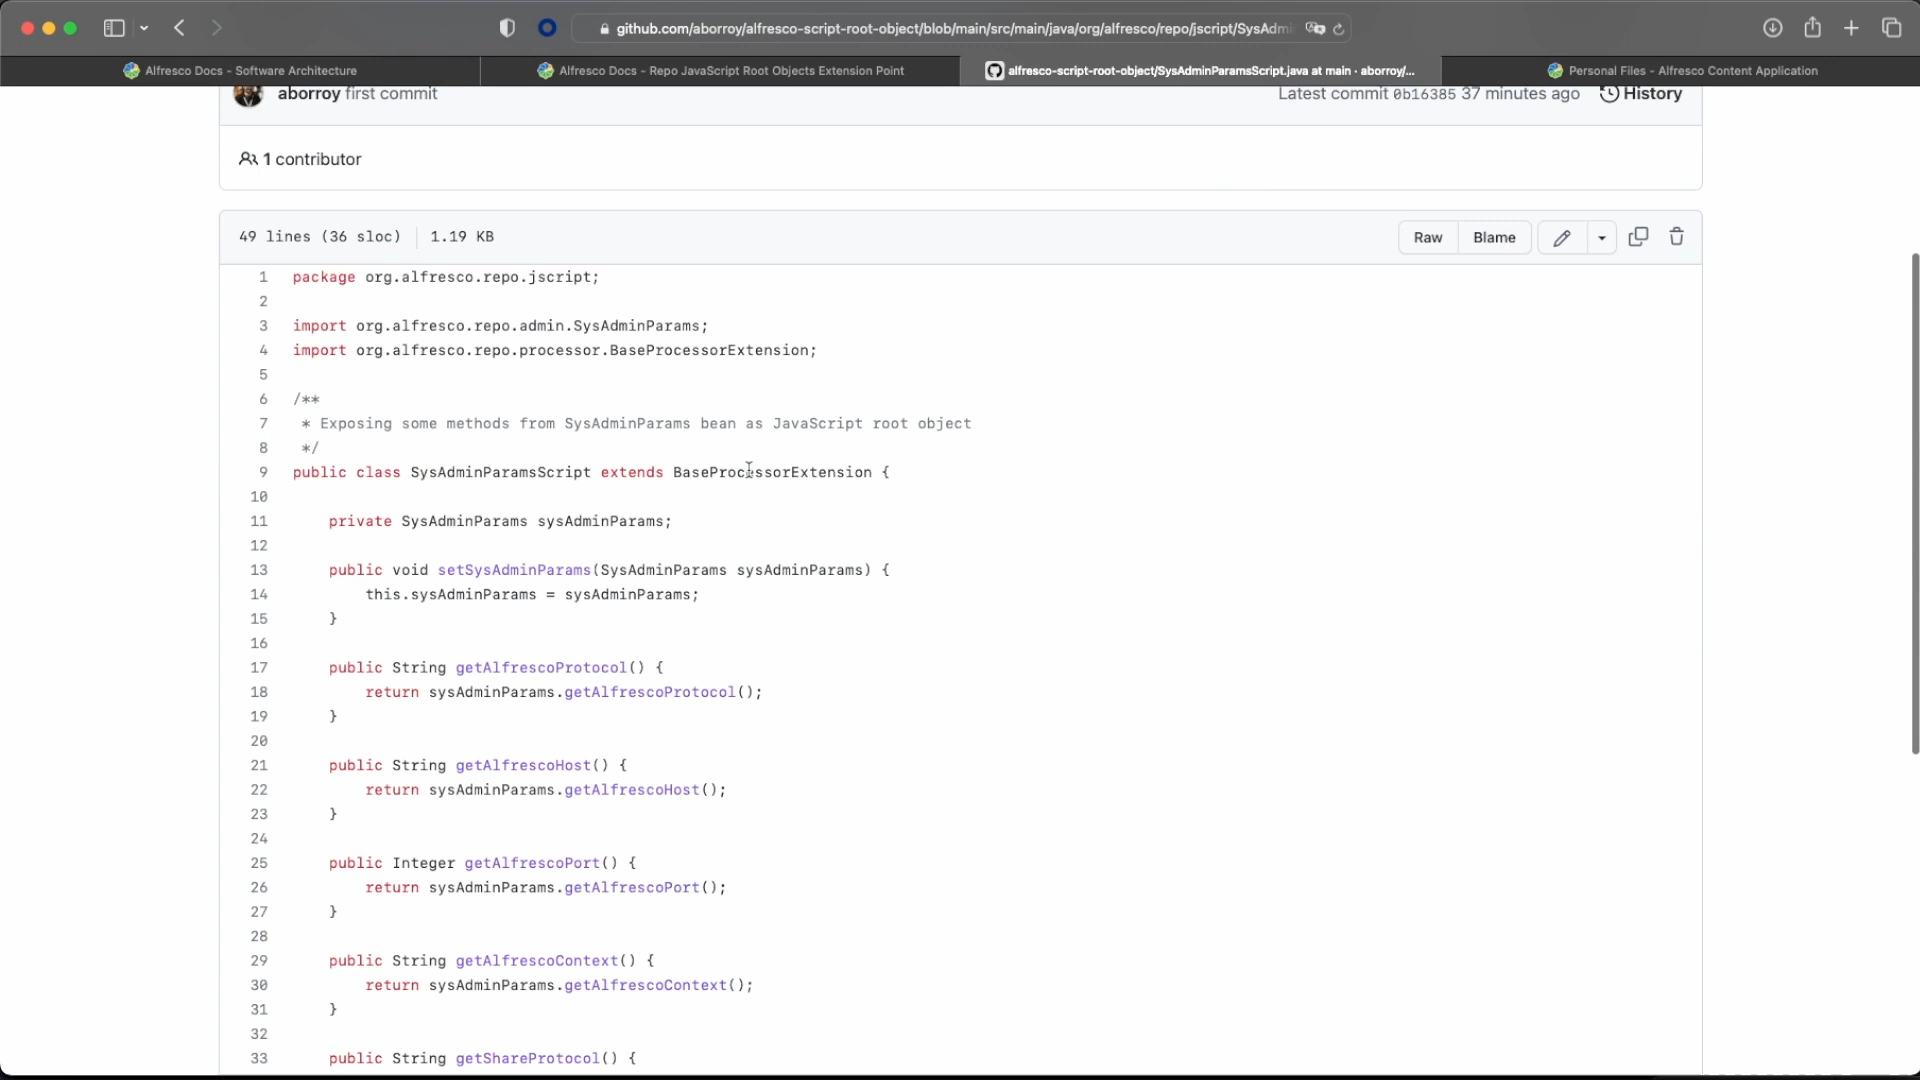 github.com/aborroy/alfresco-script-root-object/blob/main/src/main/java/org/alfresco/repo/jscript/SysAdmi
Alfresco Docs - Software Architecture
Alfresco Docs - Repo JavaScript Root Objects Extension Point
alfresco-script-root-object/SysAdminParamsScript.java at main · aborroy/...
Personal Files - Alfresco Content Application
aborroy first commit
Latest commit 0b16385 37 minutes ago
History
1 contributor
49 lines (36 sloc)
1.19 KB
Raw
Blame
1 package org.alfresco.repo.jscript;
2
3 import org.alfresco.repo.admin.SysAdminParams;
4 import org.alfresco.repo.processor.BaseProcessorExtension;
5
6 /**
7 * Exposing some methods from SysAdminParams bean as JavaScript root object
8 */
9 public class SysAdminParamsScript extends BaseProcessorExtension {
10
11 private SysAdminParams sysAdminParams;
12
13 public void setSysAdminParams(SysAdminParams sysAdminParams) {
14 this.sysAdminParams = sysAdminParams;
15 }
16
17 public String getAlfrescoProtocol() {
18 return sysAdminParams.getAlfrescoProtocol();
19 }
20
21 public String getAlfrescoHost() {
22 return sysAdminParams.getAlfrescoHost();
23 }
24
25 public Integer getAlfrescoPort() {
26 return sysAdminParams.getAlfrescoPort();
27 }
28
29 public String getAlfrescoContext() {
30 return sysAdminParams.getAlfrescoContext();
31 }
32
33 public String getShareProtocol() {